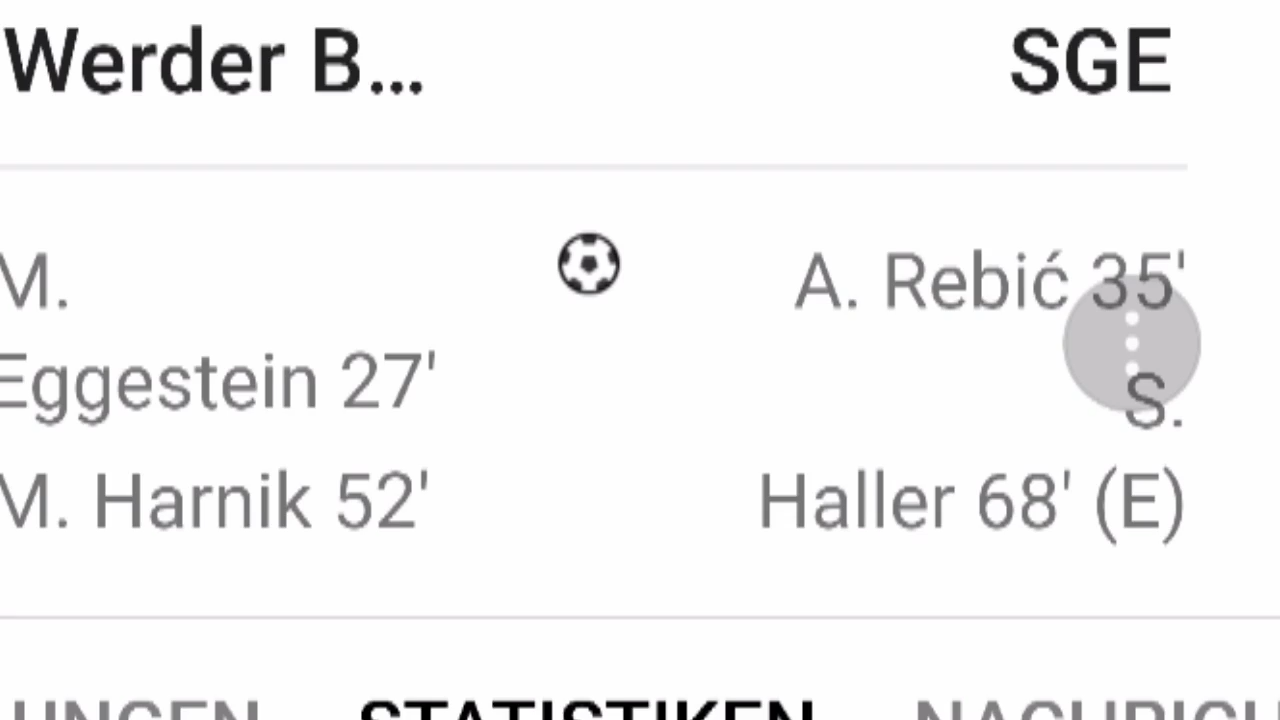 Werder B... SGE
M. A. Rebić 35'
Eggestein 27' S.
M. Harnik 52' Haller 68' (E)
STATISTIKEN